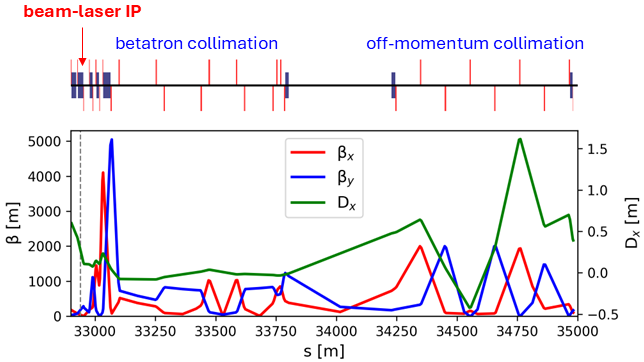 beam-laser IP
betatron collimation
off-momentum collimation
5000
4000
3000
2000
1000
0
β [m]
βx
βy
Dx
1.5
1.0
0.5
0.0
−0.5
Dx [m]
33000
33250
33500
33750
34000
34250
34500
34750
35000
s [m]